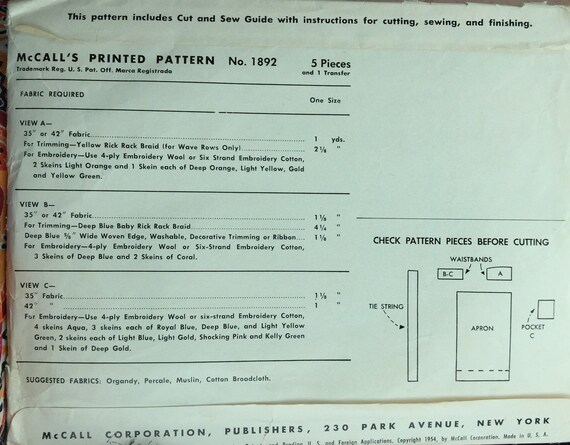 This pattern includes Cut and Sew Guide with instructions for cutting, sewing, and finishing.
McCALL'S PRINTED PATTERN No. 1892 5 Pieces
Trademark Reg. U. S. Pat. Off. Marca Registrada and 1 Transfer
FABRIC REQUIRED One Size
VIEW A—
35" or 42" Fabric 1 yds.
For Trimming—Yellow Rick Rack Braid (for Wave Rows Only) 2⅛ "
For Embroidery—Use 4-ply Embroidery Wool or Six Strand Embroidery Cotton,
2 Skeins Light Orange and 1 Skein each of Deep Orange, Light Yellow, Gold
and Yellow Green.
VIEW B—
35" or 42" Fabric 1⅛ "
For Trimming—Deep Blue Baby Rick Rack Braid 4¼ "
Deep Blue ⅝" Wide Woven Edge, Washable, Decorative Trimming or Ribbon 1⅛ "
For Embroidery—4-ply Embroidery Wool or Six-Strand Embroidery Cotton,
3 Skeins of Deep Blue and 2 Skeins of Coral.
VIEW C—
35" Fabric 1⅛ "
42" " 1 "
For Embroidery—Use 4-ply Embroidery Wool or six-strand Embroidery Cotton,
4 skeins Aqua, 3 skeins each of Royal Blue, Deep Blue, and Light Yellow
Green, 2 skeins each of Light Blue, Light Gold, Shocking Pink and Kelly Green
and 1 Skein of Deep Gold.
SUGGESTED FABRICS: Organdy, Percale, Muslin, Cotton Broadcloth.
CHECK PATTERN PIECES BEFORE CUTTING
WAISTBANDS
B-C A
TIE STRING
APRON
POCKET
C
McCALL CORPORATION, PUBLISHERS, 230 PARK AVENUE, NEW YORK
and Pending U. S. and Foreign Applications, Copyright 1954, by McCall Corporation. Made in U. S. A.